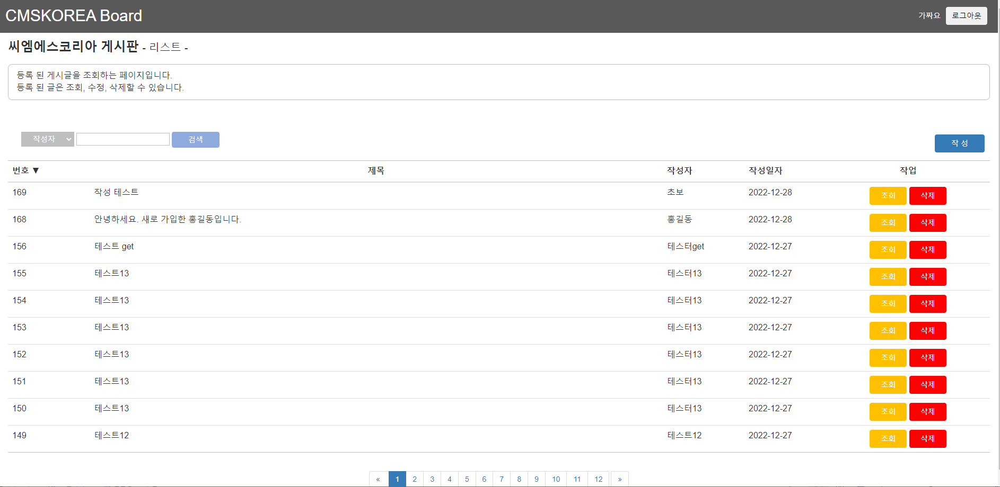 CMSKOREA Board
가짜요 로그아웃
씨엠에스코리아 게시판 - 리스트 -
등록 된 게시글을 조회하는 페이지입니다.
등록 된 글은 조회, 수정, 삭제할 수 있습니다.
작성자 검색
작 성
번호 ▼ 제목 작성자 작성일자 작업
169 작성 테스트 초보 2022-12-28 조회 삭제
168 안녕하세요. 새로 가입한 홍길동입니다. 홍길동 2022-12-28 조회 삭제
156 테스트 get 테스터get 2022-12-27 조회 삭제
155 테스트13 테스터13 2022-12-27 조회 삭제
154 테스트13 테스터13 2022-12-27 조회 삭제
153 테스트13 테스터13 2022-12-27 조회 삭제
152 테스트13 테스터13 2022-12-27 조회 삭제
151 테스트13 테스터13 2022-12-27 조회 삭제
150 테스트13 테스터13 2022-12-27 조회 삭제
149 테스트12 테스트12 2022-12-27 조회 삭제
« 1 2 3 4 5 6 7 8 9 10 11 12 »